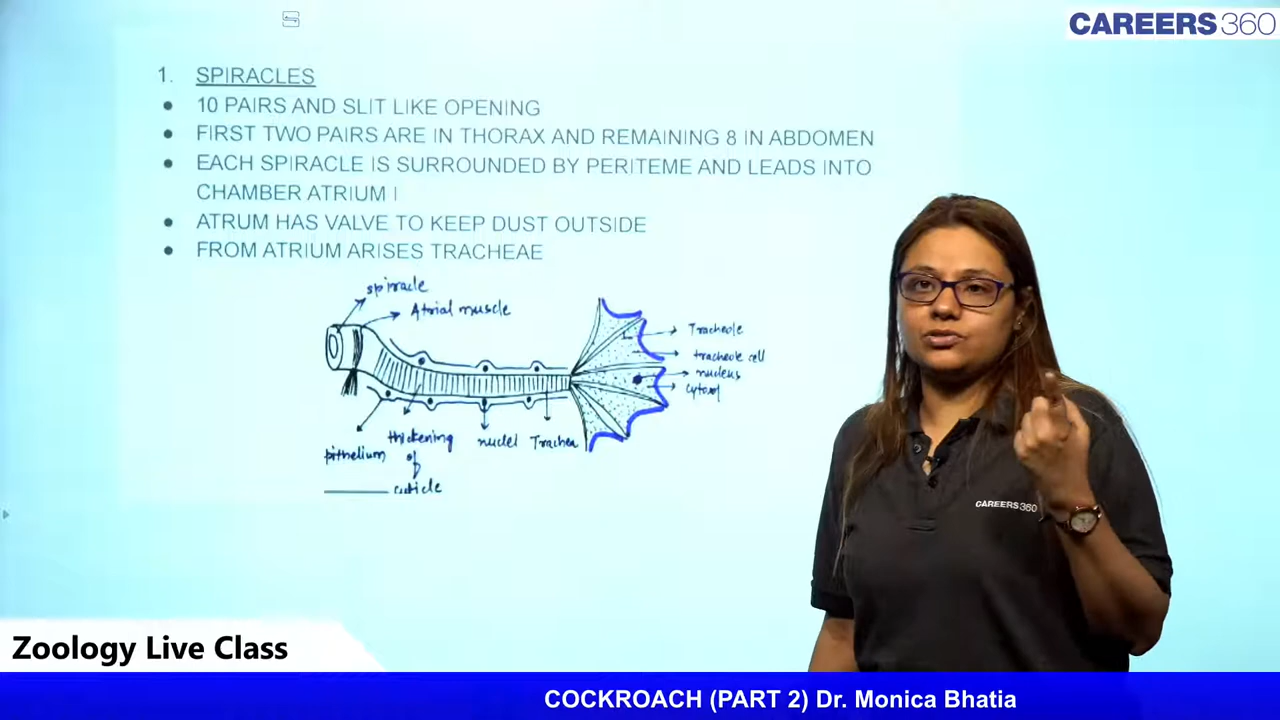 CAREERS360
1. SPIRACLES
● 10 PAIRS AND SLIT LIKE OPENING
● FIRST TWO PAIRS ARE IN THORAX AND REMAINING 8 IN ABDOMEN
● EACH SPIRACLE IS SURROUNDED BY PERITEME AND LEADS INTO
CHAMBER ATRIUM I
● ATRUM HAS VALVE TO KEEP DUST OUTSIDE
● FROM ATRIUM ARISES TRACHEAE
spiracle
Atrial muscle
Tracheole
tracheole cell
nucleus
pithelium
thickening
of
cuticle
nuclei
Trachea
CAREERS360
Zoology Live Class
COCKROACH (PART 2) Dr. Monica Bhatia